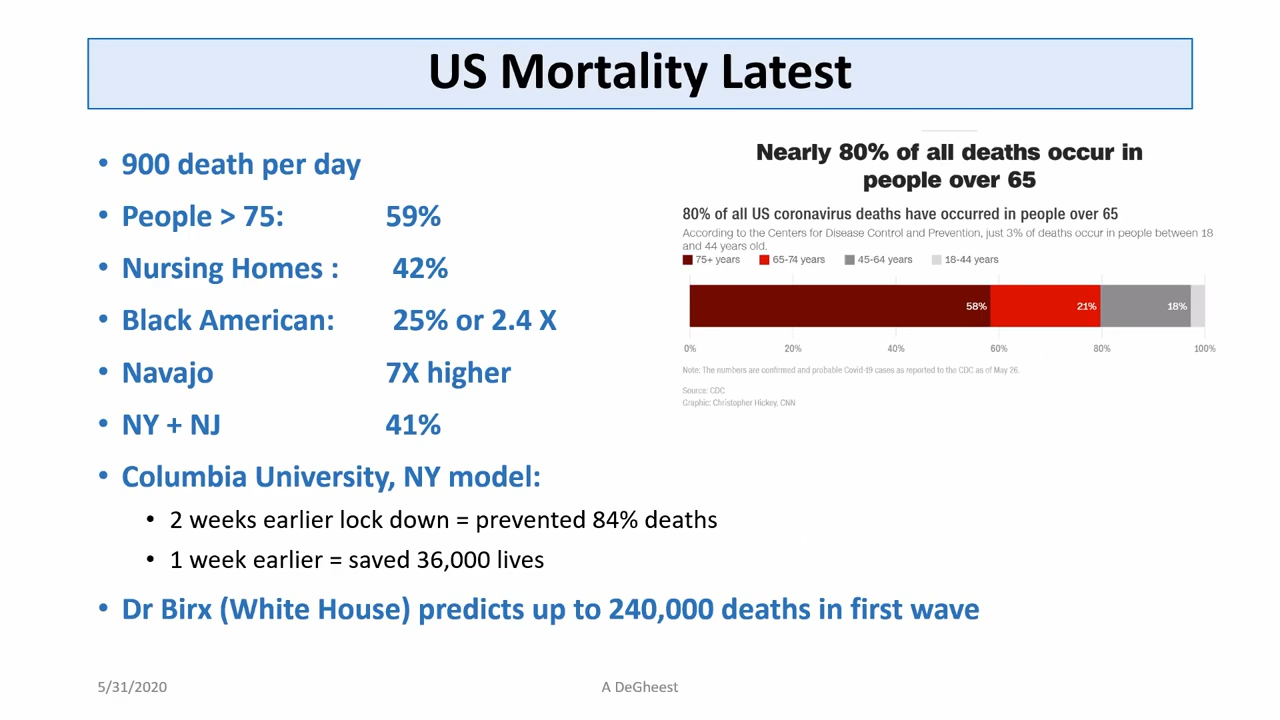 US Mortality Latest
• 900 death per day
• People > 75: 59%
• Nursing Homes : 42%
• Black American: 25% or 2.4 X
• Navajo 7X higher
• NY + NJ 41%
• Columbia University, NY model:
• 2 weeks earlier lock down = prevented 84% deaths
• 1 week earlier = saved 36,000 lives
• Dr Birx (White House) predicts up to 240,000 deaths in first wave
Nearly 80% of all deaths occur in
people over 65
80% of all US coronavirus deaths have occurred in people over 65
According to the Centers for Disease Control and Prevention, just 3% of deaths occur in people between 18
and 44 years old.
75+ years 65-74 years 45-64 years 18-44 years
58% 21% 18%
0% 20% 40% 60% 80% 100%
Note: The numbers are confirmed and probable Covid-19 cases as reported to the CDC as of May 26.
Source: CDC
Graphic: Christopher Hickey, CNN
5/31/2020 A DeGheest